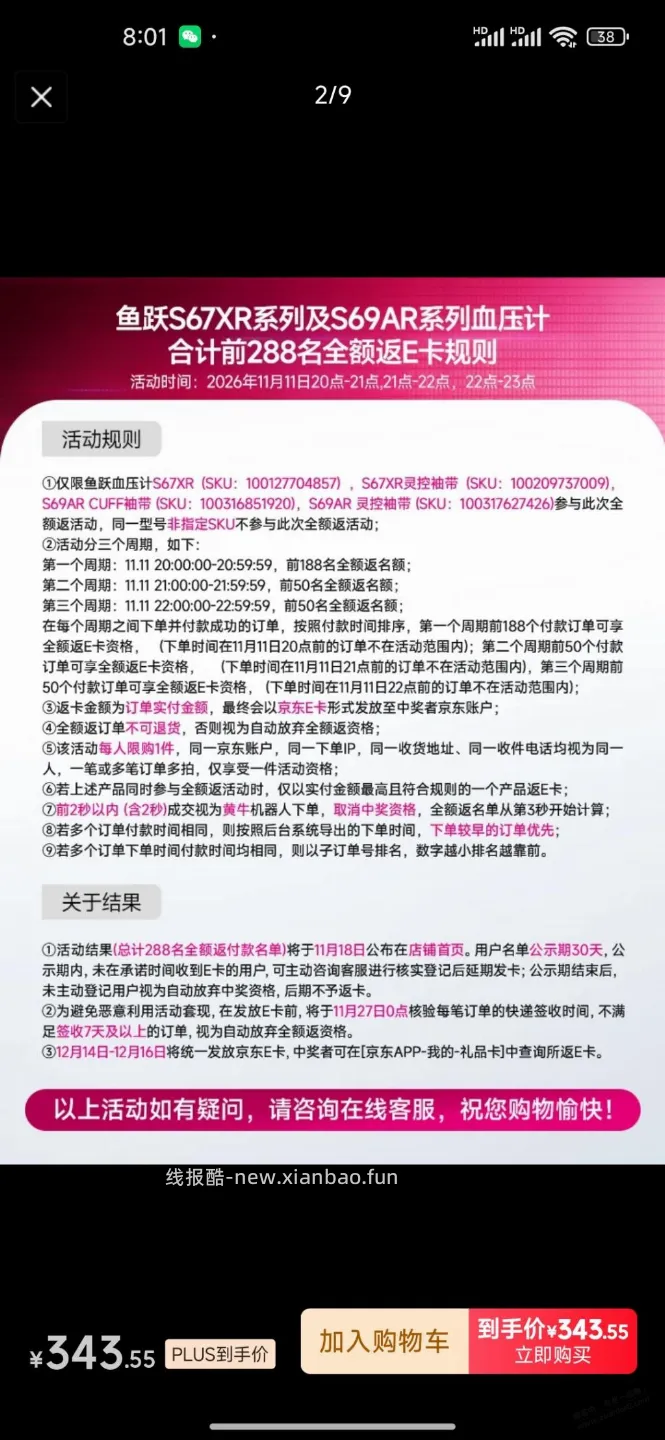 8:01
HD HD 38
2/9
鱼跃S67XR系列及S69AR系列血压计
合计前288名全额返E卡规则
活动时间：2026年11月11日20点-21点,21点-22点，22点-23点
活动规则
①仅限鱼跃血压计S67XR（SKU：100127704857），S67XR灵控袖带（SKU：100209737009),
S69AR CUFF袖带 (SKU：100316851920)，S69AR 灵控袖带 (SKU：100317627426)参与此次全
额返活动，同一型号非指定SKU不参与此次全额返活动；
②活动分三个周期，如下：
第一个周期：11.11 20:00:00-20:59:59，前188名全额返名额；
第二个周期：11.11 21:00:00-21:59:59，前50名全额返名额；
第三个周期：11.11 22:00:00-22:59:59，前50名全额返名额；
在每个周期之间下单并付款成功的订单，按照付款时间排序，第一个周期前188个付款订单可享
全额返E卡资格，（下单时间在11月11日20点前的订单不在活动范围内)；第二个周期前50个付款
订单可享全额返E卡资格，（下单时间在11月11日21点前的订单不在活动范围内)，第三个周期前
50个付款订单可享全额返E卡资格，（下单时间在11月11日22点前的订单不在活动范围内)；
③返卡金额为订单实付金额，最终会以京东E卡形式发放至中奖者京东账户；
④全额返订单不可退货，否则视为自动放弃全额返资格；
⑤该活动每人限购1件，同一京东账户，同一下单IP，同一收货地址、同一收件电话均视为同一
人，一笔或多笔订单多拍，仅享受一件活动资格；
⑥若上述产品同时参与全额返活动时，仅以实付金额最高且符合规则的一个产品返E卡；
⑦前2秒以内 (含2秒)成交视为黄牛机器人下单，取消中奖资格，全额返名单从第3秒开始计算；
⑧若多个订单付款时间相同，则按照后台系统导出的下单时间，下单较早的订单优先；
⑨若多个订单下单时间付款时间均相同，则以子订单号排名，数字越小排名越靠前。
关于结果
①活动结果(总计288名全额返付款名单)将于11月18日公布在店铺首页。用户名单公示期30天，公
示期内，未在承诺时间收到E卡的用户，可主动咨询客服进行核实登记后延期发卡；公示期结束后，
未主动登记用户视为自动放弃中奖资格，后期不予返卡。
②为避免恶意利用活动套现，在发放E卡前，将于11月27日0点核验每笔订单的快递签收时间，不满
足签收7天及以上的订单，视为自动放弃全额返资格。
③12月14日-12月16日将统一发放京东E卡，中奖者可在[京东APP-我的-礼品卡]中查询所返E卡。
以上活动如有疑问，请咨询在线客服，祝您购物愉快！
线报酷-new.xianbao.fun
¥343.55 PLUS到手价
加入购物车
到手价¥343.55
立即购买